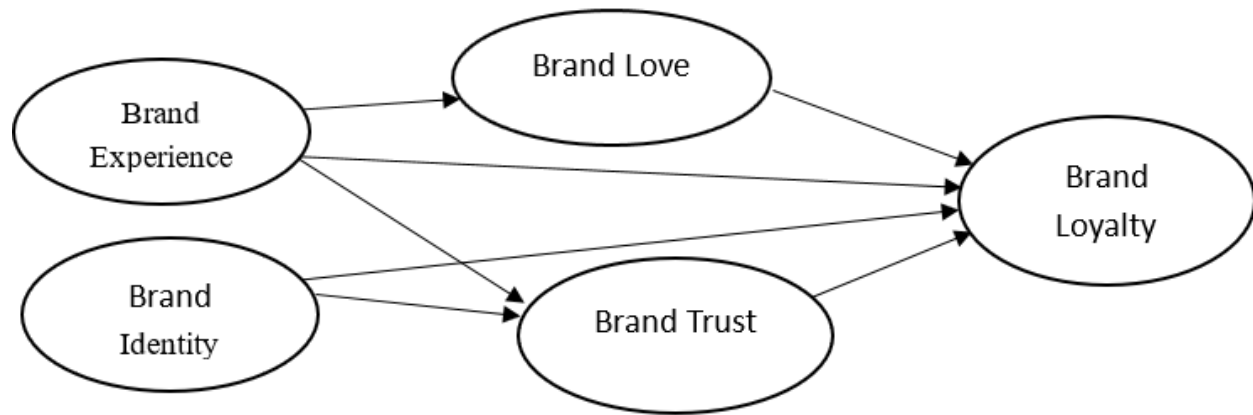 Brand Love
Brand
Experience
Brand
Loyalty
Brand
Identity
Brand Trust